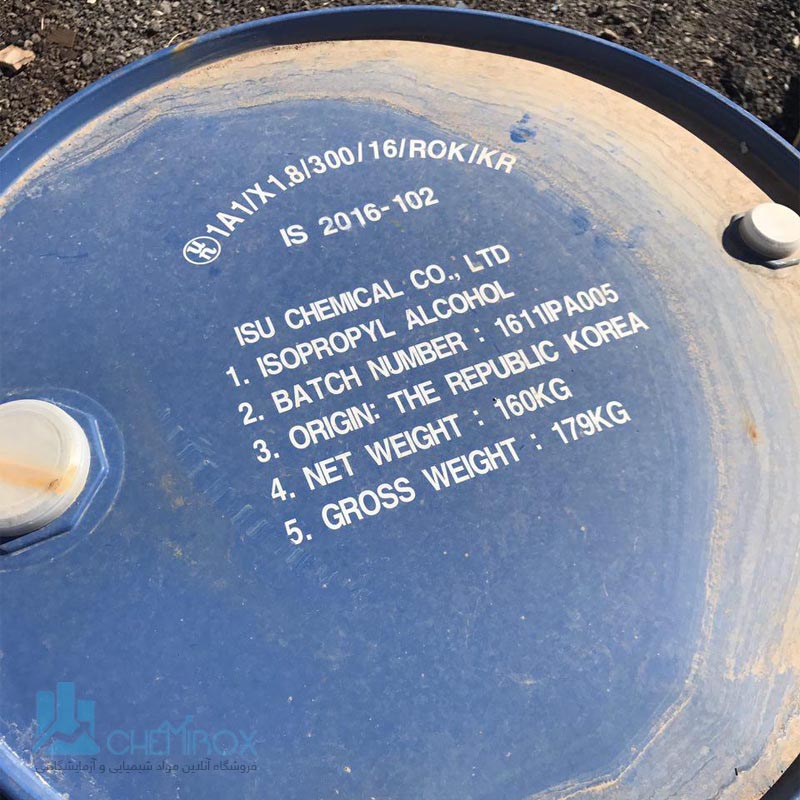 un 1A1/X1.8/300/16/ROK/KR
IS 2016-102
ISU CHEMICAL CO., LTD
1. ISOPROPYL ALCOHOL
2. BATCH NUMBER : 1611IPA005
3. ORIGIN: THE REPUBLIC KOREA
4. NET WEIGHT : 160KG
5. GROSS WEIGHT : 179KG
CHEMIROX
فروشگاه آنلاین مواد شیمیایی و آزمایشگاهی